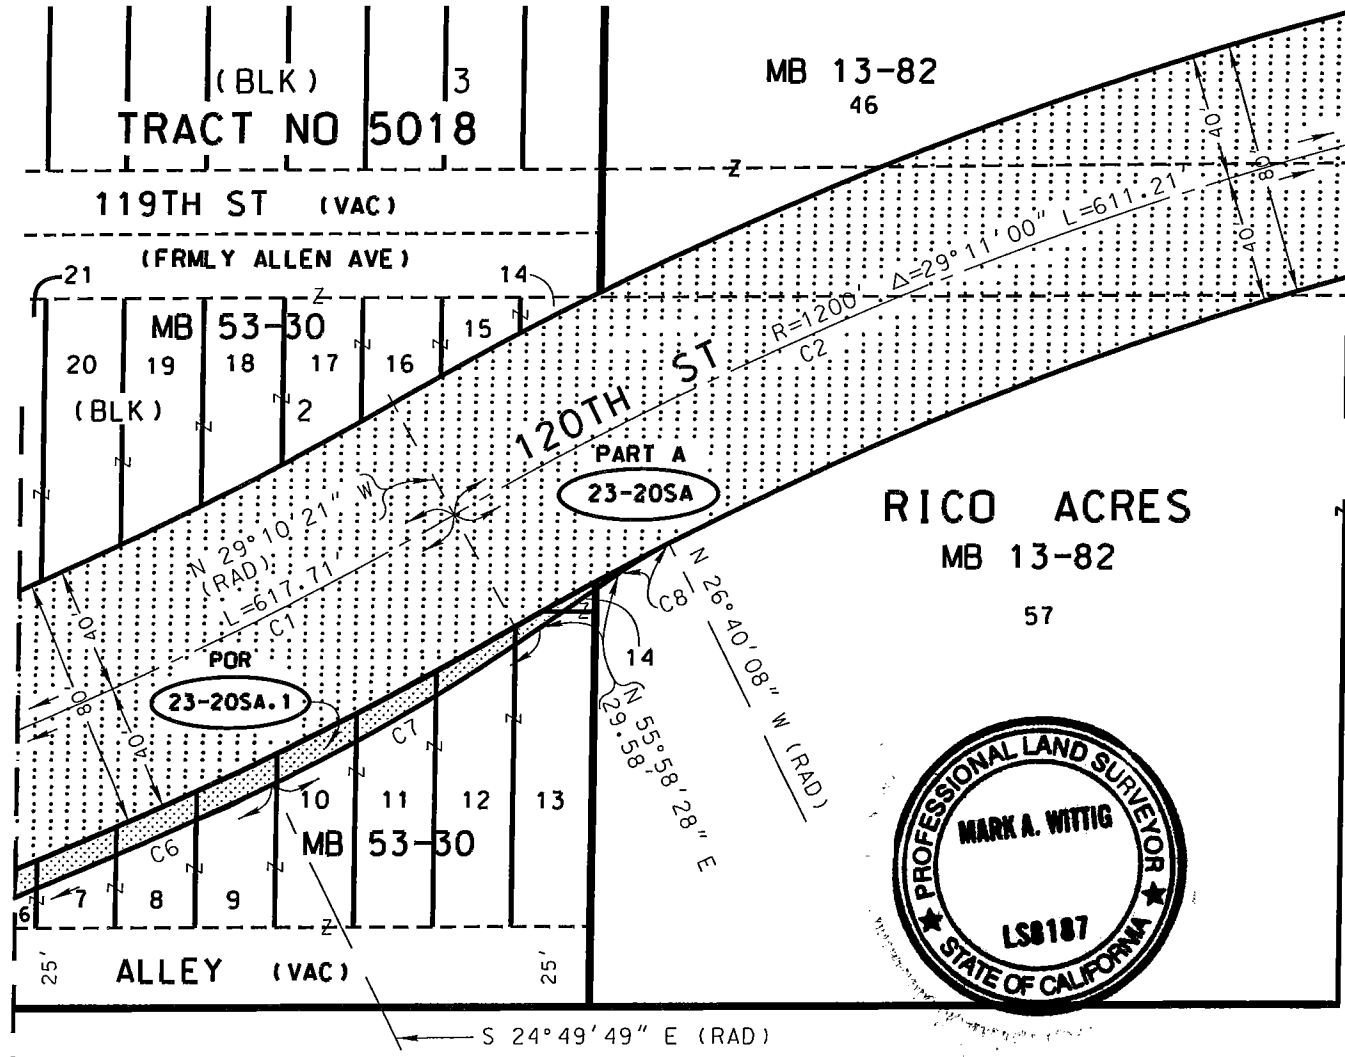 (BLK) 3
TRACT NO 5018
MB 13-82
46
119TH ST (VAC)
(FRMLY ALLEN AVE)
21
14
MB 53-30
15
20 19 18 17 16
(BLK) 2
40'
80'
40'
R=1200' Δ=29°11'00" L=611.21'
C2
120TH ST
PART A
23-20SA
N 29°10'21" W
(RAD)
L=617.71'
C1
RICO ACRES
MB 13-82
57
40'
80'
40'
POR
23-20SA.1
C8
N 26°40'08" W (RAD)
14
N 55°58'28" E
29.58'
C7
C6
10 11 12 13
MB 53-30
6 7 8 9
25'
ALLEY (VAC)
25'
S 24°49'49" E (RAD)
PROFESSIONAL LAND SURVEYOR
MARK A. WITTIG
LS8187
STATE OF CALIFORNIA